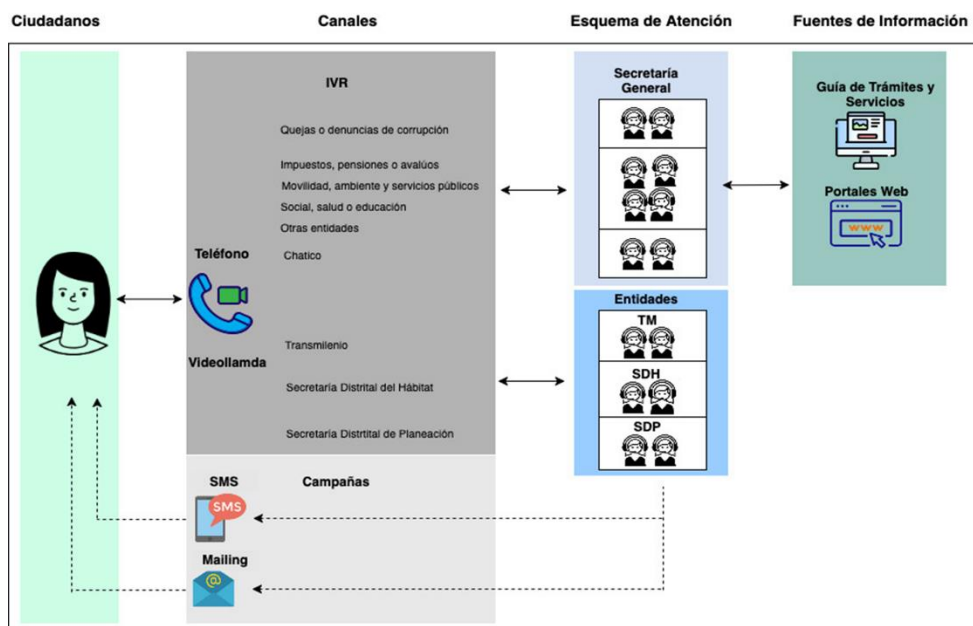 Ciudadanos
Canales
Esquema de Atención
Fuentes de Información
IVR
Quejas o denuncias de corrupción
Impuestos, pensiones o avalúos
Movilidad, ambiente y servicios públicos
Social, salud o educación
Otras entidades
Teléfono
Chatico
Videollamda
Transmilenio
Secretaría Distrital del Hábitat
Secretaría Distrtital de Planeación
SMS
Campañas
SMS
Mailing
@
Secretaría
General
Entidades
TM
SDH
SDP
Guía de Trámites y
Servicios
Portales Web
www